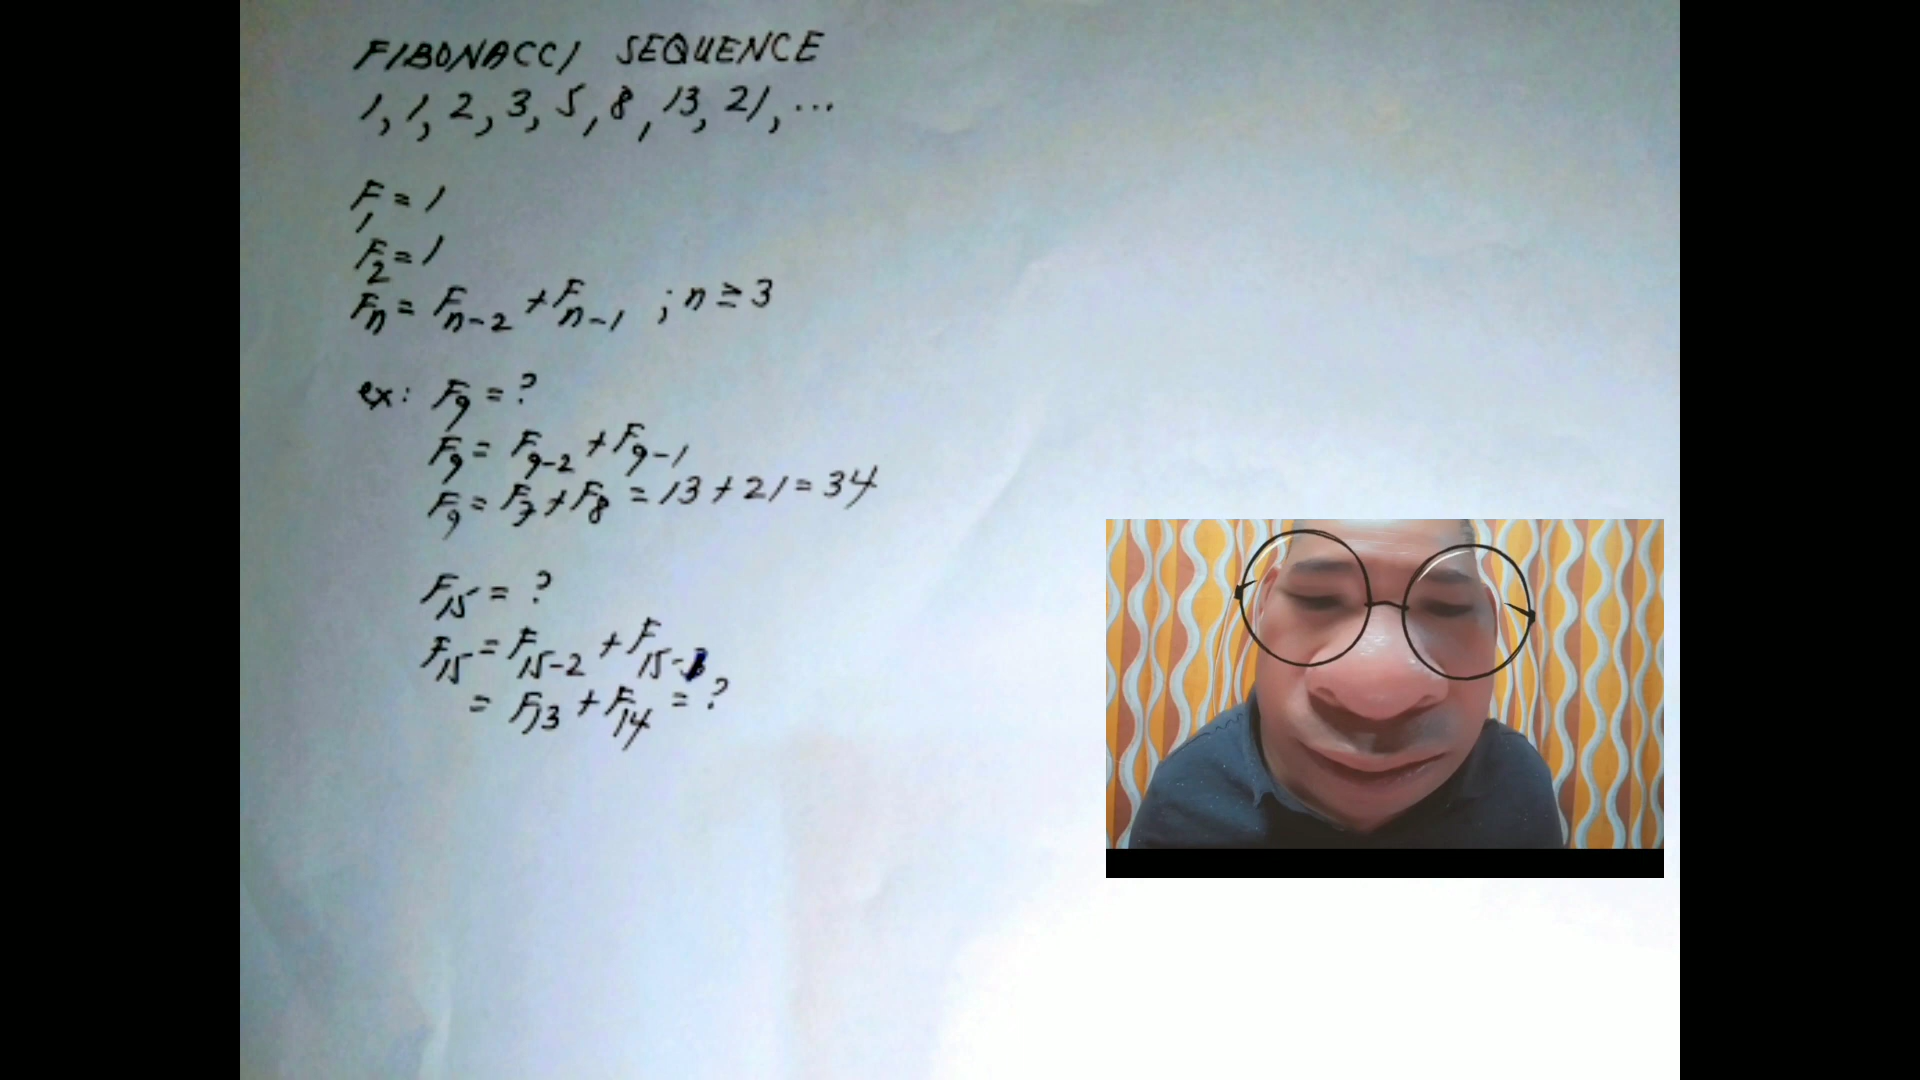 FIBONACCI SEQUENCE
1, 1, 2, 3, 5, 8, 13, 21, ...
F₁ = 1
F₂ = 1
Fₙ = Fₙ₋₂ + Fₙ₋₁ ; n ≥ 3
ex: F₉ = ?
F₉ = F₉₋₂ + F₉₋₁
F₉ = F₇ + F₈ = 13 + 21 = 34
F₁₅ = ?
F₁₅ = F₁₅₋₂ + F₁₅₋₁
= F₁₃ + F₁₄ = ?